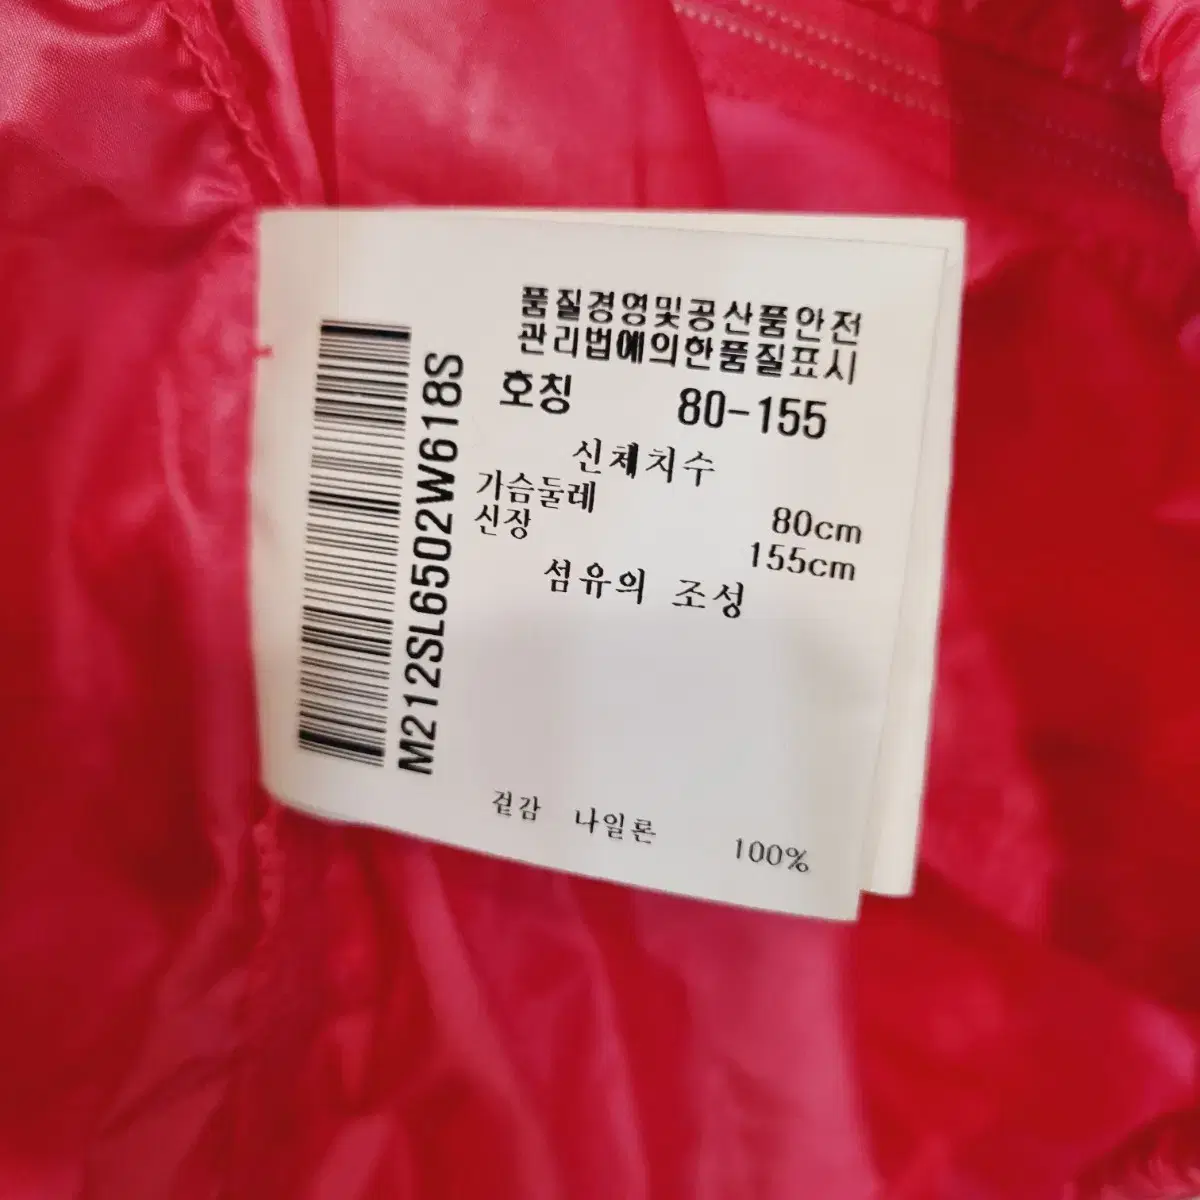 품질경영및공산품안전
관리법에의한품질표시
호칭 80-155
신체치수
가슴둘레 80cm
신장 155cm
섬유의 조성
겉감 나일론 100%
M212SL6502W618S